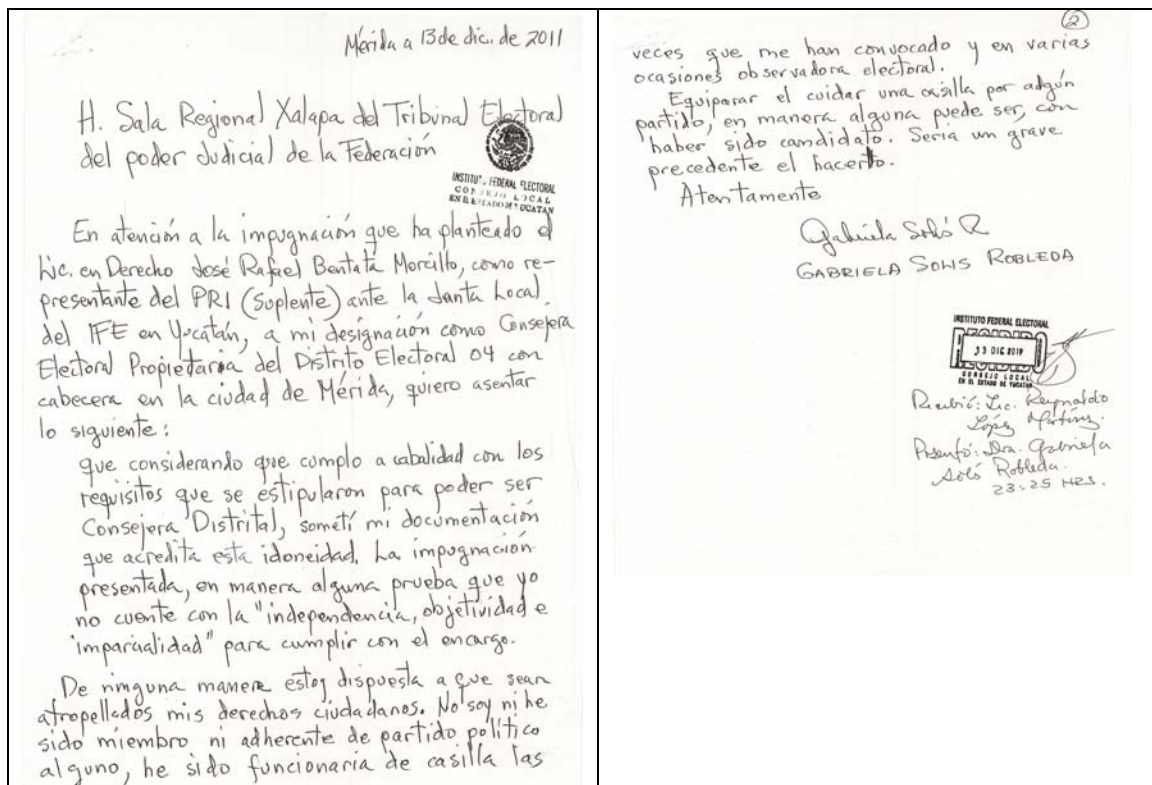 Mérida a 13 de dic. de 2011
H. Sala Regional Xalapa del Tribunal Electoral
del poder Judicial de la Federación
INSTITUTO FEDERAL ELECTORAL
CONSEJO LOCAL
EN EL ESTADO DE YUCATAN
En atención a la impugnación que ha planteado el
Lic. en Derecho José Rafael Bentata Morcillo, como re-
presentante del PRI (Suplente) ante la Junta Local
del IFE en Yucatán, a mi designación como Consejera
Electoral Propietaria del Distrito Electoral 04 con
cabecera en la ciudad de Mérida, quiero asentar
lo siguiente:
que considerando que cumplo a cabalidad con los
requisitos que se estipularon para poder ser
Consejera Distrital, sometí mi documentación
que acredita esta idoneidad. La impugnación
presentada, en manera alguna prueba que yo
no cuente con la "independencia, objetividad e
imparcialidad" para cumplir con el encargo.
De ninguna manera estoy dispuesta a que sean
atropellados mis derechos ciudadanos. No soy ni he
sido miembro ni adherente de partido político
alguno, he sido funcionaria de casilla las
2
veces que me han convocado y en varias
ocasiones observadora electoral.
Equiparar el cuidar una casilla por algún
partido, en manera alguna puede ser, con
haber sido candidato. Sería un grave
precedente el hacerlo.
Atentamente
Gabriela Solís R
GABRIELA SOLIS ROBLEDA
INSTITUTO FEDERAL ELECTORAL
DIC
CONSEJO LOCAL
EN EL ESTADO DE YUCATAN
Recibió: Lic. Reynaldo
López Martínez.
Presentó: Dra. Gabriela
Solís Robleda.
23:25 HRS.